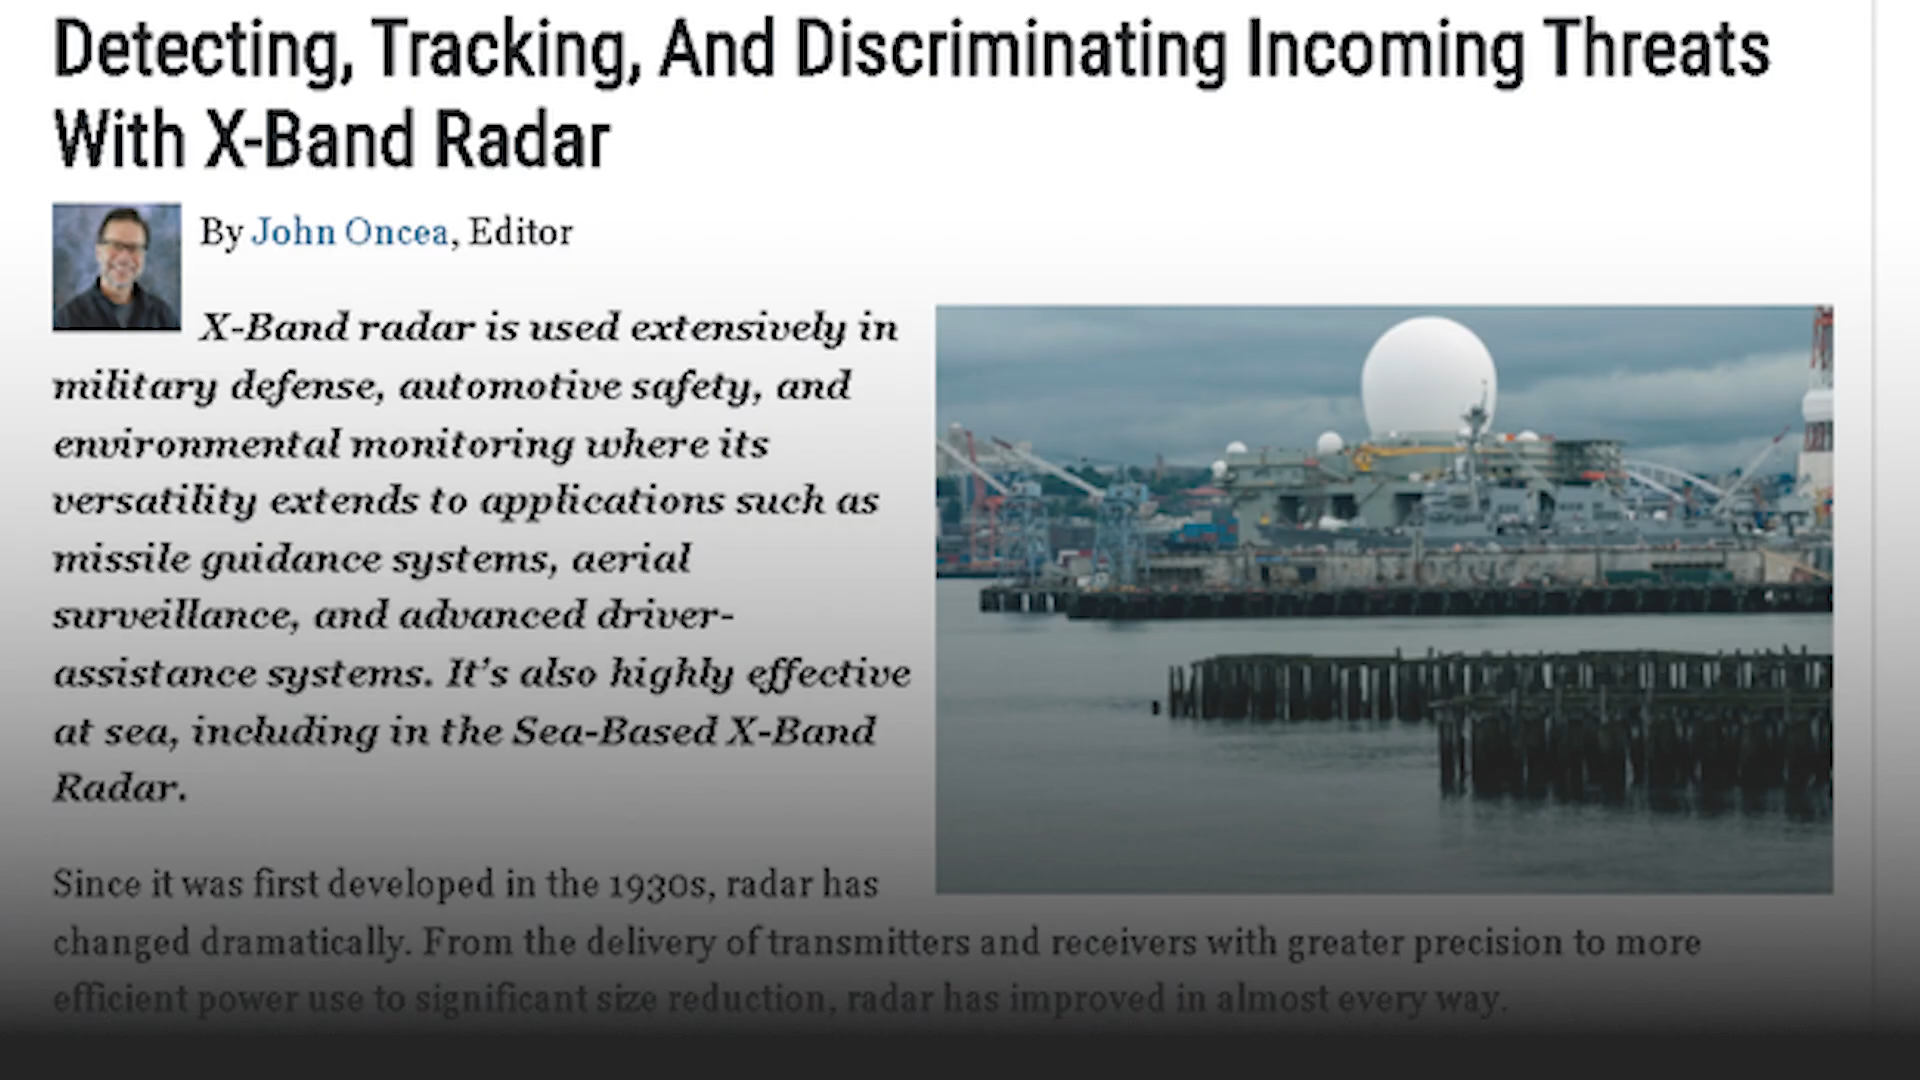 Detecting, Tracking, And Discriminating Incoming Threats
With X-Band Radar
By John Oncea, Editor
X-Band radar is used extensively in
military defense, automotive safety, and
environmental monitoring where its
versatility extends to applications such as
missile guidance systems, aerial
surveillance, and advanced driver-
assistance systems. It’s also highly effective
at sea, including in the Sea-Based X-Band
Radar.
Since it was first developed in the 1930s, radar has
changed dramatically. From the delivery of transmitters and receivers with greater precision to more
efficient power use to significant size reduction, radar has improved in almost every way.